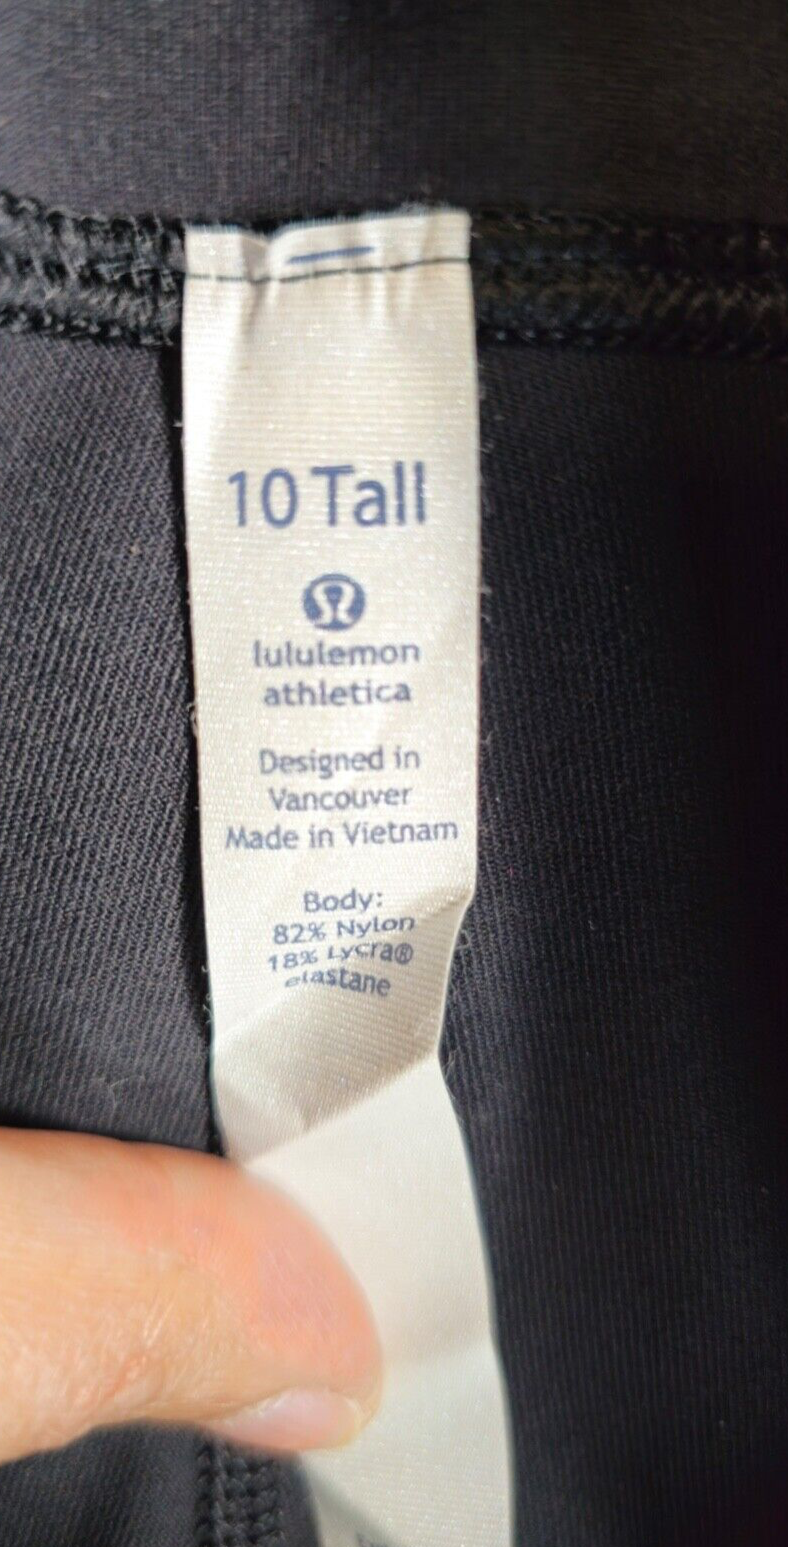 10 Tall
lululemon
athletica
Designed in
Vancouver
Made in Vietnam
Body:
82% Nylon
18% Lycra®
elastane